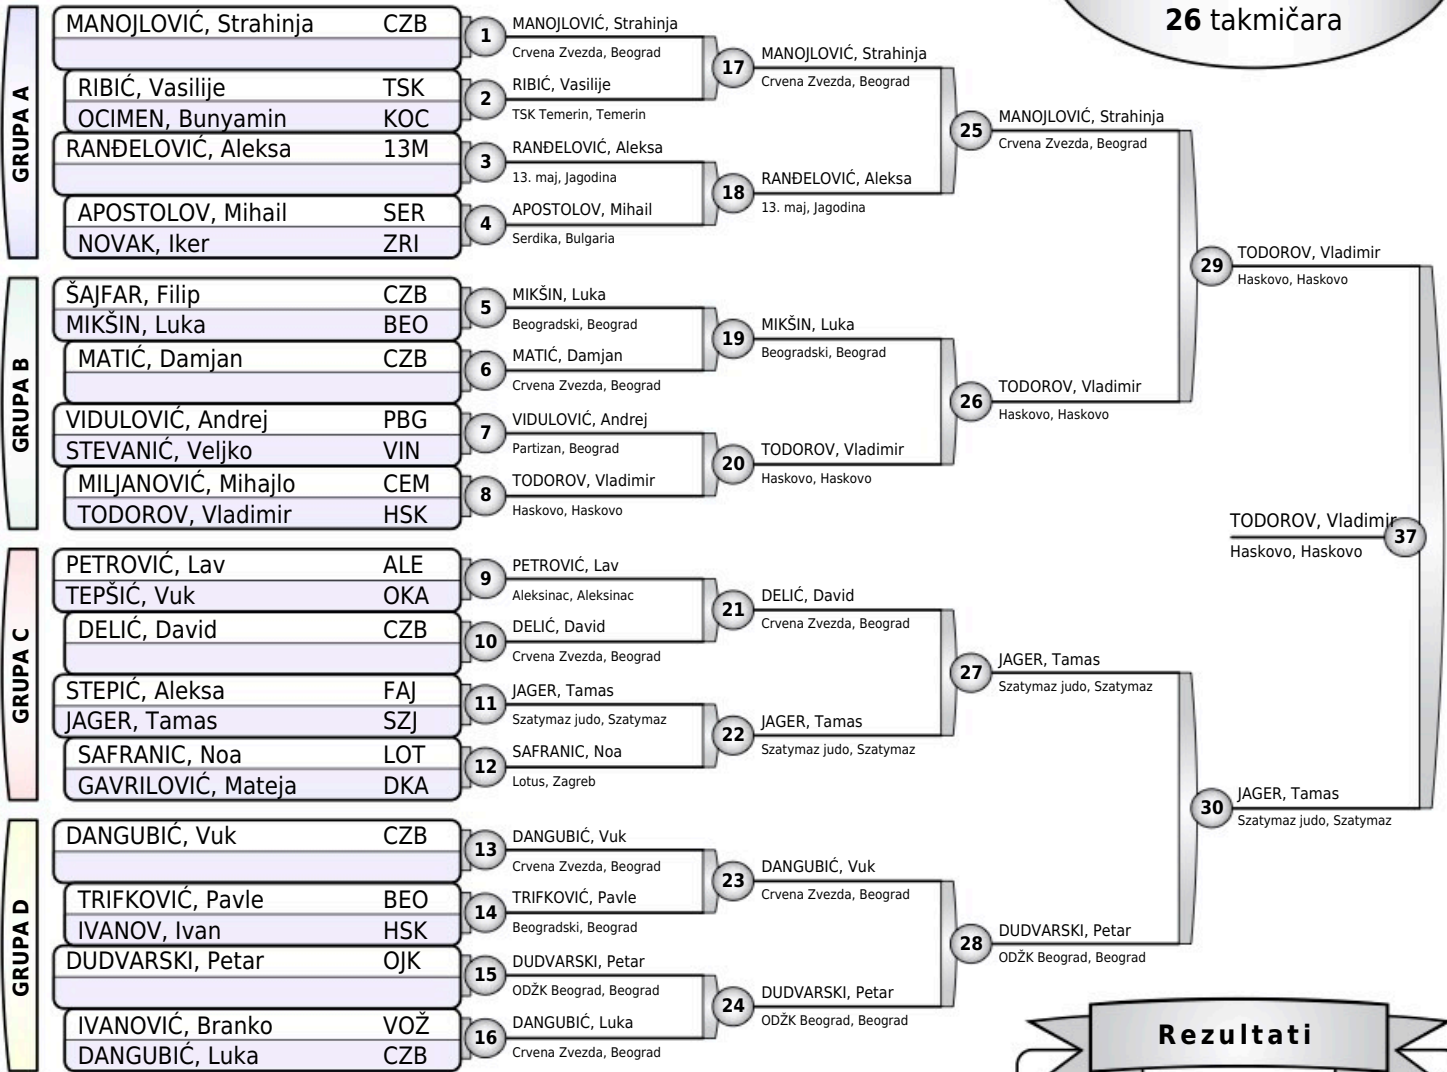 26 takmičara
GRUPA A
MANOJLOVIĆ, Strahinja CZB
RIBIĆ, Vasilije TSK
OCIMEN, Bunyamin KOC
RANĐELOVIĆ, Aleksa 13M
APOSTOLOV, Mihail SER
NOVAK, Iker ZRI
GRUPA B
ŠAJFAR, Filip CZB
MIKŠIN, Luka BEO
MATIĆ, Damjan CZB
VIDULOVIĆ, Andrej PBG
STEVANIĆ, Veljko VIN
MILJANOVIĆ, Mihajlo CEM
TODOROV, Vladimir HSK
GRUPA C
PETROVIĆ, Lav ALE
TEPŠIĆ, Vuk OKA
DELIĆ, David CZB
STEPIĆ, Aleksa FAJ
JAGER, Tamas SZJ
SAFRANIC, Noa LOT
GAVRILOVIĆ, Mateja DKA
GRUPA D
DANGUBIĆ, Vuk CZB
TRIFKOVIĆ, Pavle BEO
IVANOV, Ivan HSK
DUDVARSKI, Petar OJK
IVANOVIĆ, Branko VOŽ
DANGUBIĆ, Luka CZB
1 MANOJLOVIĆ, Strahinja
Crvena Zvezda, Beograd
2 RIBIĆ, Vasilije
TSK Temerin, Temerin
3 RANĐELOVIĆ, Aleksa
13. maj, Jagodina
4 APOSTOLOV, Mihail
Serdika, Bulgaria
5 MIKŠIN, Luka
Beogradski, Beograd
6 MATIĆ, Damjan
Crvena Zvezda, Beograd
7 VIDULOVIĆ, Andrej
Partizan, Beograd
8 TODOROV, Vladimir
Haskovo, Haskovo
9 PETROVIĆ, Lav
Aleksinac, Aleksinac
10 DELIĆ, David
Crvena Zvezda, Beograd
11 JAGER, Tamas
Szatymaz judo, Szatymaz
12 SAFRANIC, Noa
Lotus, Zagreb
13 DANGUBIĆ, Vuk
Crvena Zvezda, Beograd
14 TRIFKOVIĆ, Pavle
Beogradski, Beograd
15 DUDVARSKI, Petar
ODŽK Beograd, Beograd
16 DANGUBIĆ, Luka
Crvena Zvezda, Beograd
17 MANOJLOVIĆ, Strahinja
Crvena Zvezda, Beograd
18 RANĐELOVIĆ, Aleksa
13. maj, Jagodina
19 MIKŠIN, Luka
Beogradski, Beograd
20 TODOROV, Vladimir
Haskovo, Haskovo
21 DELIĆ, David
Crvena Zvezda, Beograd
22 JAGER, Tamas
Szatymaz judo, Szatymaz
23 DANGUBIĆ, Vuk
Crvena Zvezda, Beograd
24 DUDVARSKI, Petar
ODŽK Beograd, Beograd
25 MANOJLOVIĆ, Strahinja
Crvena Zvezda, Beograd
26 TODOROV, Vladimir
Haskovo, Haskovo
27 JAGER, Tamas
Szatymaz judo, Szatymaz
28 DUDVARSKI, Petar
ODŽK Beograd, Beograd
29 TODOROV, Vladimir
Haskovo, Haskovo
30 JAGER, Tamas
Szatymaz judo, Szatymaz
TODOROV, Vladimir 37
Haskovo, Haskovo
Rezultati